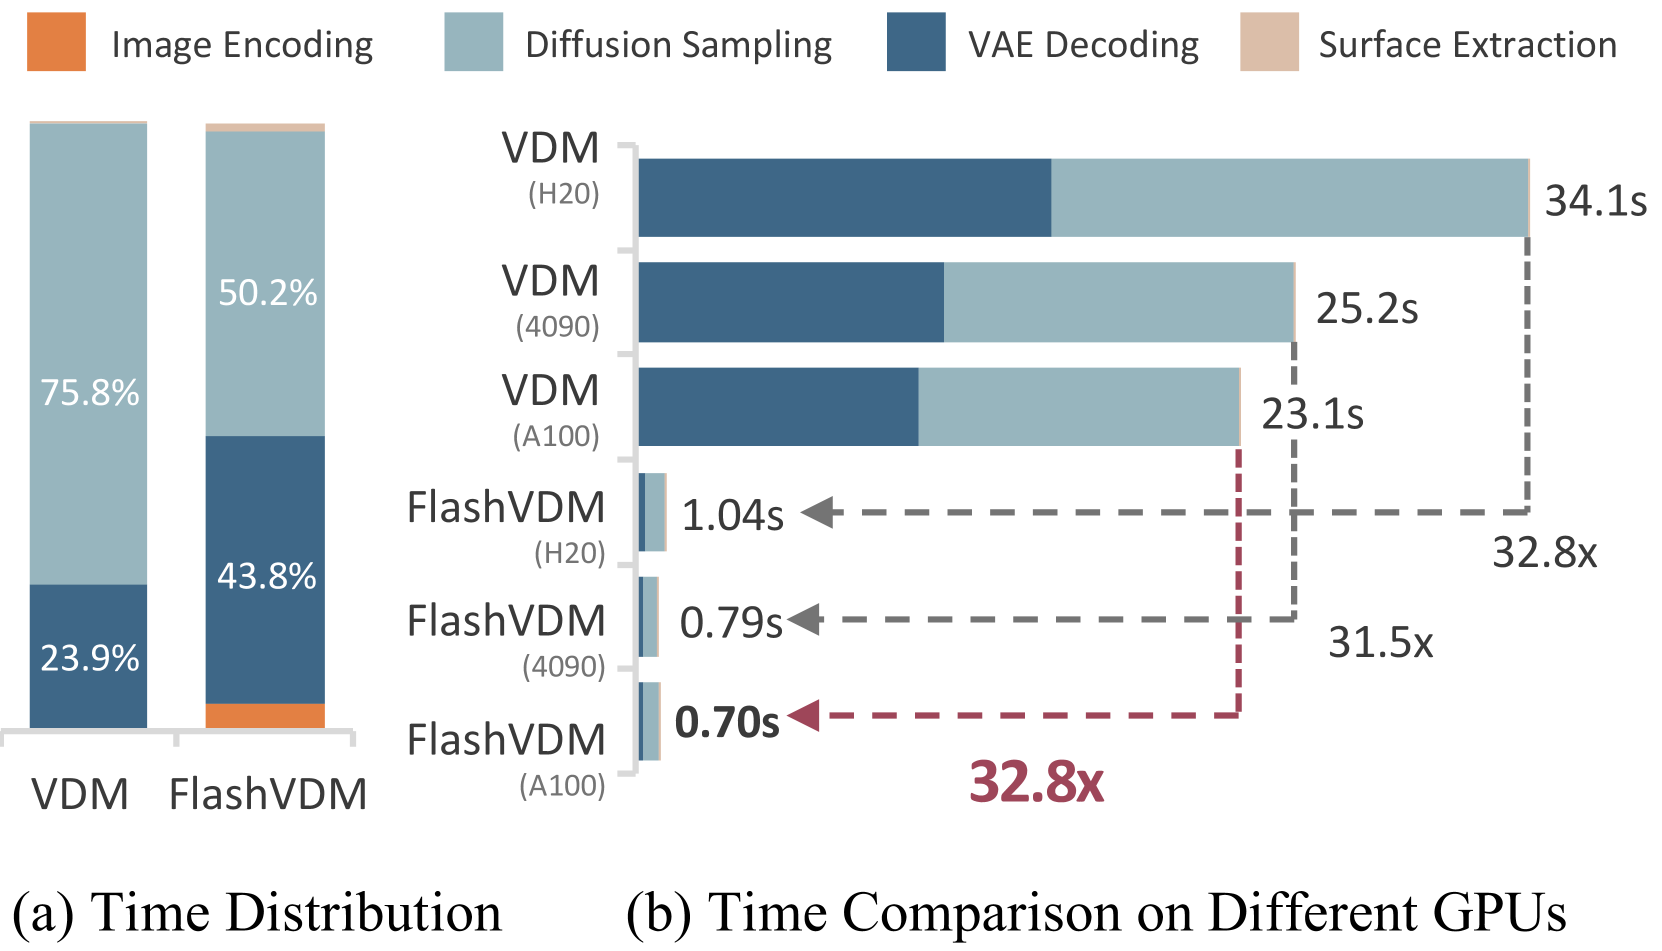 Image Encoding
Diffusion Sampling
VAE Decoding
Surface Extraction
50.2%
75.8%
43.8%
23.9%
VDM
FlashVDM
VDM
(H20)
34.1s
VDM
(4090)
25.2s
VDM
(A100)
23.1s
FlashVDM
(H20)
1.04s
32.8x
FlashVDM
(4090)
0.79s
31.5x
FlashVDM
(A100)
0.70s
32.8x
(a) Time Distribution
(b) Time Comparison on Different GPUs